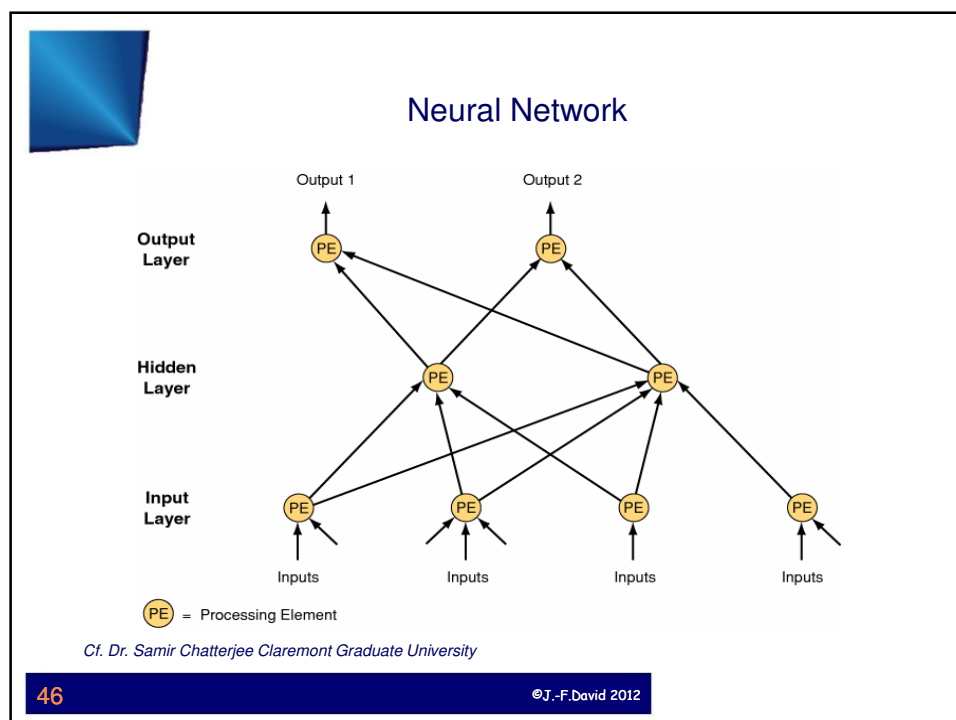 Neural Network
Output 1
Output 2
Output
Layer
PE
PE
Hidden
Layer
PE
PE
Input
Layer
PE
PE
PE
PE
Inputs
Inputs
Inputs
Inputs
PE = Processing Element
Cf. Dr. Samir Chatterjee Claremont Graduate University
46
©J.-F.David 2012